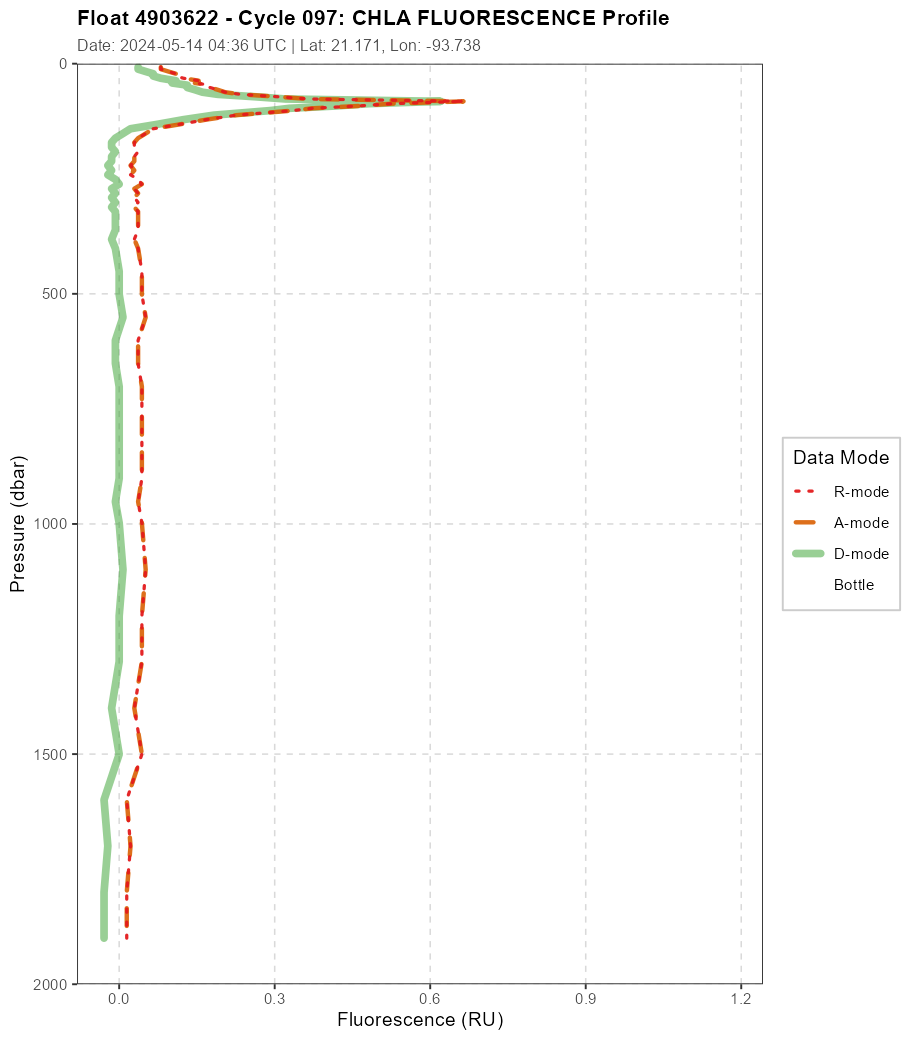 Float 4903622 - Cycle 097: CHLA FLUORESCENCE Profile
Date: 2024-05-14 04:36 UTC | Lat: 21.171, Lon: -93.738
0
500
1000
1500
2000
Pressure (dbar)
0.0
0.3
0.6
0.9
1.2
Fluorescence (RU)
Data Mode
R-mode
A-mode
D-mode
Bottle